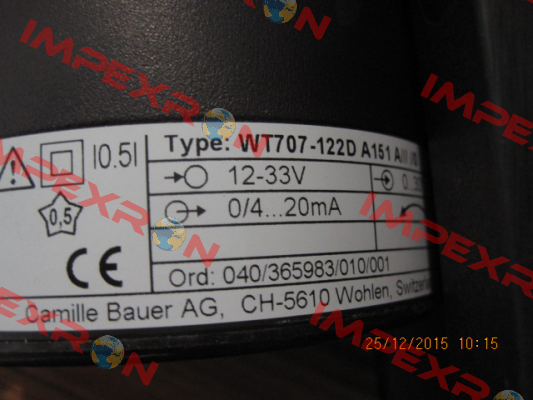 IMPEXRON
IMPEXRON
Type: WT707-122D A151
|0.5|
12-33V
0,5
0/4...20mA
CE
Ord: 040/365983/010/001
Camille Bauer AG, CH-5610 Wohlen,
25/12/2015 10:15
IMPEXRON
IMPEXRON
IMPEXRON